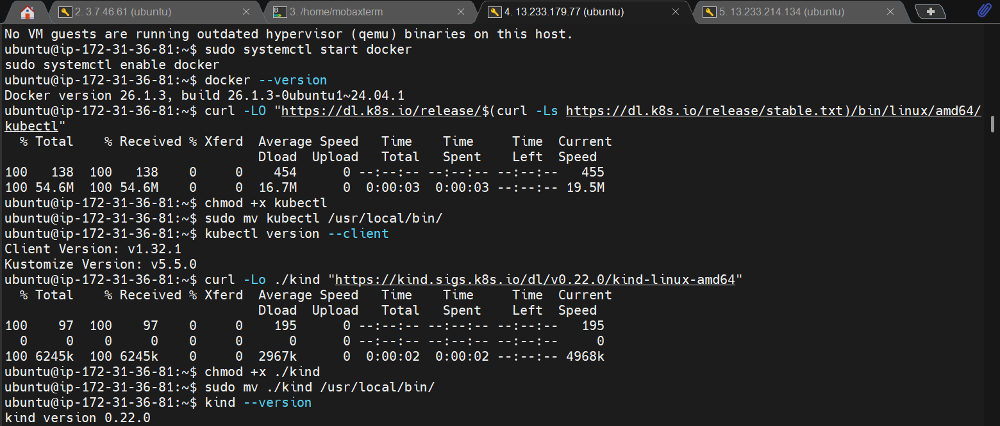 2. 3.7.46.61 (ubuntu)
3. /home/mobaxterm
4. 13.233.179.77 (ubuntu)
5. 13.233.214.134 (ubuntu)
No VM guests are running outdated hypervisor (qemu) binaries on this host.
ubuntu@ip-172-31-36-81:~$ sudo systemctl start docker
sudo systemctl enable docker
ubuntu@ip-172-31-36-81:~$ docker --version
Docker version 26.1.3, build 26.1.3-0ubuntu1~24.04.1
ubuntu@ip-172-31-36-81:~$ curl -LO "https://dl.k8s.io/release/$(curl -Ls https://dl.k8s.io/release/stable.txt)/bin/linux/amd64/
kubectl"
  % Total    % Received % Xferd  Average Speed   Time    Time     Time  Current
                                 Dload  Upload   Total   Spent    Left  Speed
100   138  100   138    0     0    454      0 --:--:-- --:--:-- --:--:--   455
100 54.6M  100 54.6M    0     0  16.7M      0  0:00:03  0:00:03 --:--:-- 19.5M
ubuntu@ip-172-31-36-81:~$ chmod +x kubectl
ubuntu@ip-172-31-36-81:~$ sudo mv kubectl /usr/local/bin/
ubuntu@ip-172-31-36-81:~$ kubectl version --client
Client Version: v1.32.1
Kustomize Version: v5.5.0
ubuntu@ip-172-31-36-81:~$ curl -Lo ./kind "https://kind.sigs.k8s.io/dl/v0.22.0/kind-linux-amd64"
  % Total    % Received % Xferd  Average Speed   Time    Time     Time  Current
                                 Dload  Upload   Total   Spent    Left  Speed
100    97  100    97    0     0    195      0 --:--:-- --:--:-- --:--:--   195
  0     0    0     0    0     0      0      0 --:--:-- --:--:-- --:--:--     0
100 6245k  100 6245k    0     0  2967k      0  0:00:02  0:00:02 --:--:-- 4968k
ubuntu@ip-172-31-36-81:~$ chmod +x ./kind
ubuntu@ip-172-31-36-81:~$ sudo mv ./kind /usr/local/bin/
ubuntu@ip-172-31-36-81:~$ kind --version
kind version 0.22.0